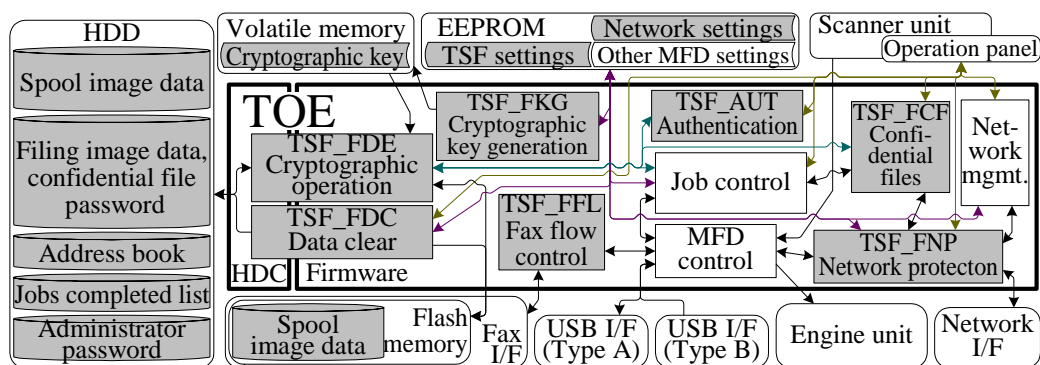 HDD
Spool image data
Filing image data,
confidential file
password
Address book
Jobs completed list
Administrator
password
Volatile memory
Cryptographic key
EEPROM
Network settings
TSF settings
Other MFD settings
Scanner unit
Operation panel
TOE
HDC
Firmware
TSF_FDE
Cryptographic
operation
TSF_FDC
Data clear
TSF_FKG
Cryptographic
key generation
TSF_AUT
Authentication
TSF_FCF
Confi-
dential
files
Net-
work
mgmt.
Job control
TSF_FFL
Fax flow
control
MFD
control
TSF_FNP
Network protecton
Spool
image data
Flash
memory
Fax
I/F
USB I/F
(Type A)
USB I/F
(Type B)
Engine unit
Network
I/F